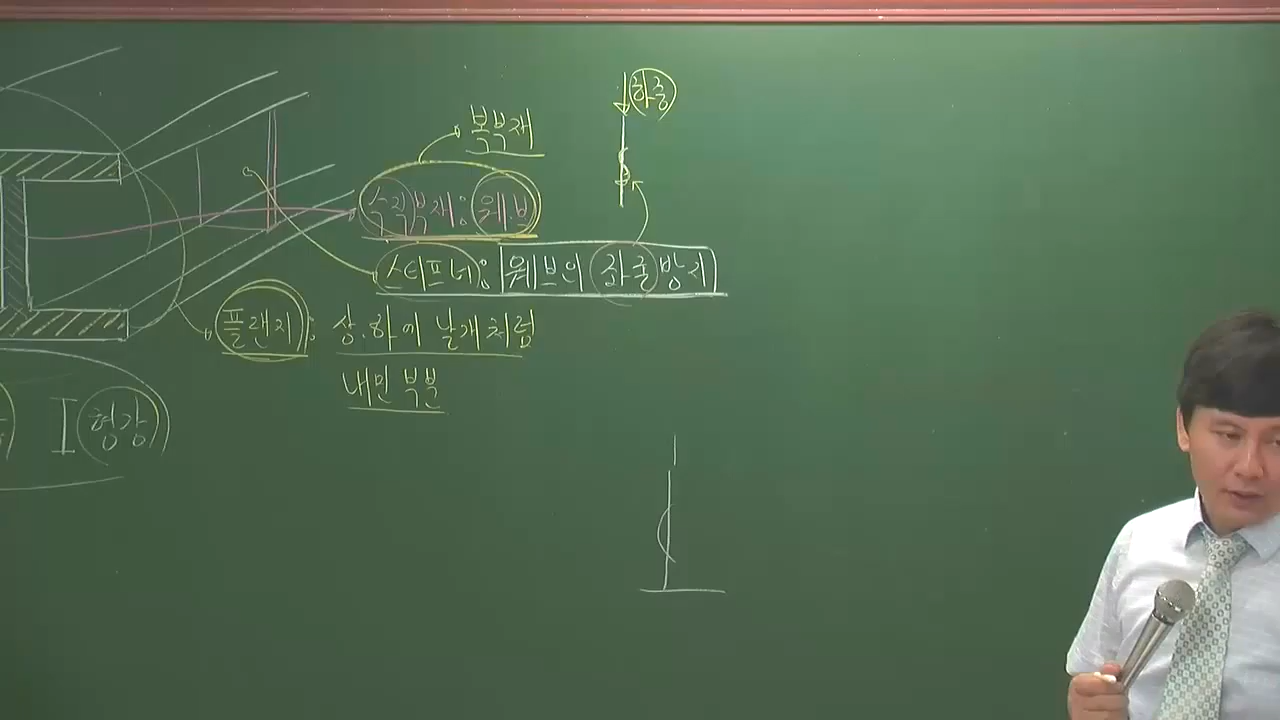 하중
복부재
수직부재: 웨브
스티프너: 웨브의 좌굴방지
플랜지: 상·하에 날개처럼
내민 부분
I 형강